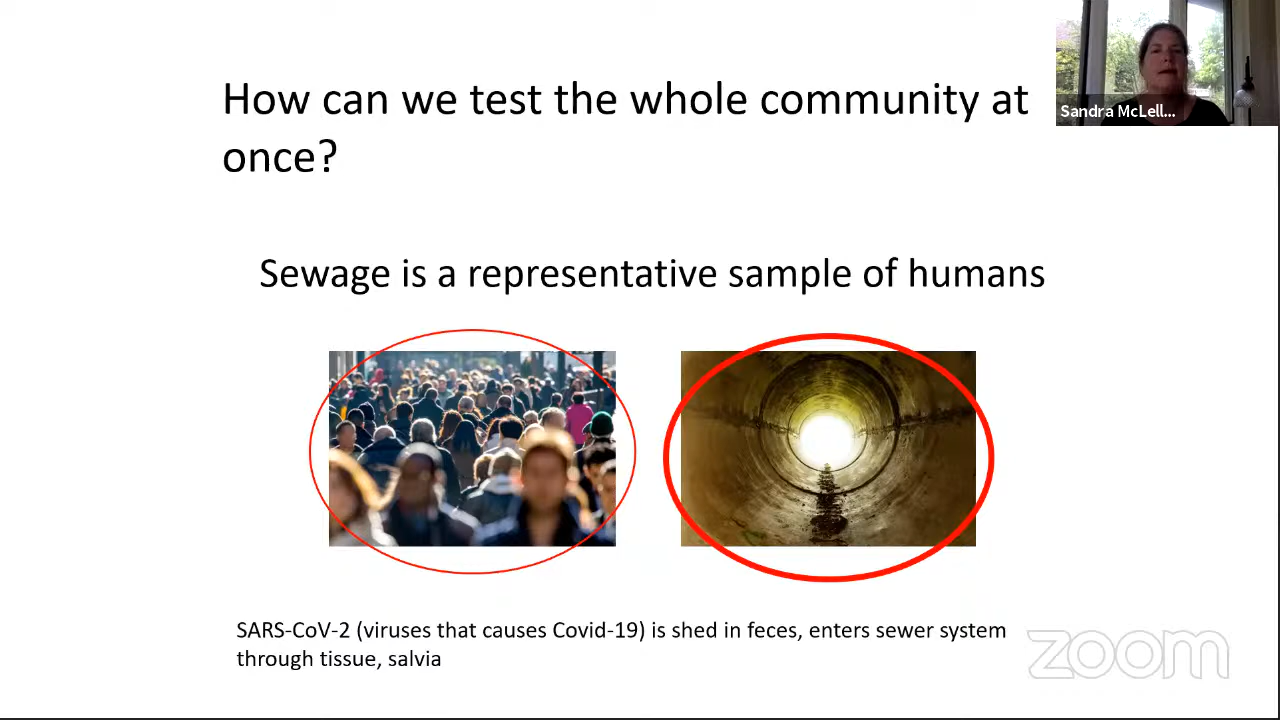 How can we test the whole community at
once?
Sandra McLell...
Sewage is a representative sample of humans
SARS-CoV-2 (viruses that causes Covid-19) is shed in feces, enters sewer system
through tissue, salvia
zoom